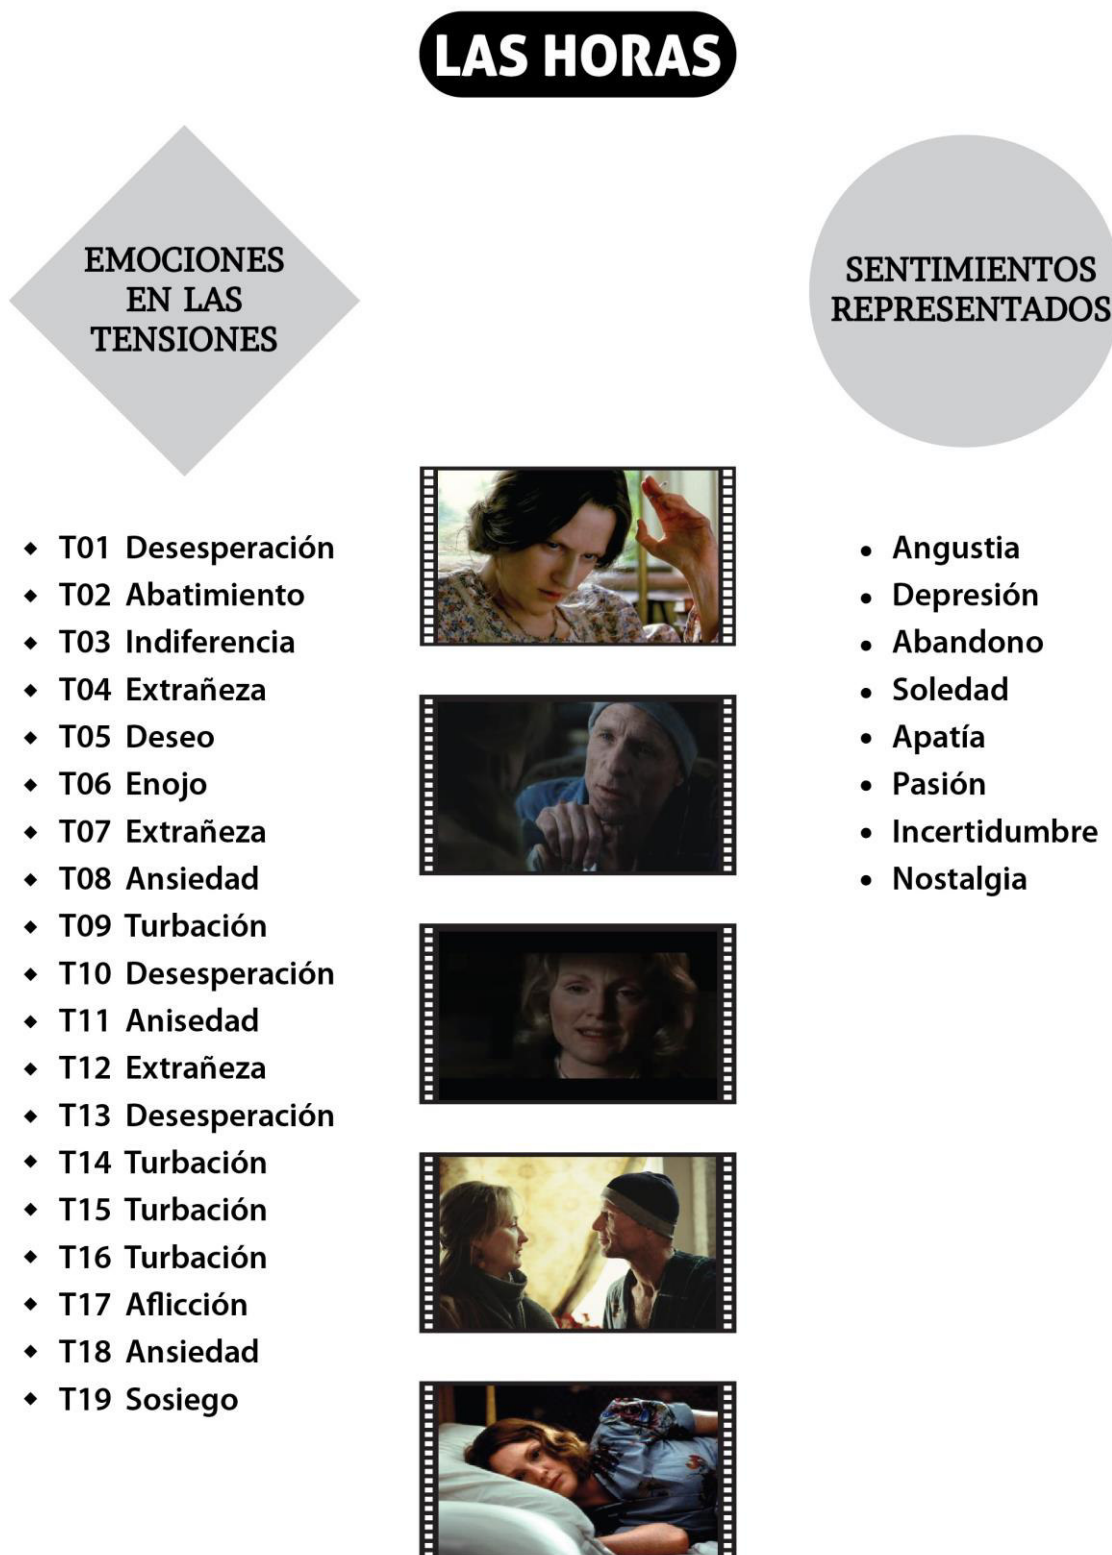 LAS HORAS
EMOCIONES
EN LAS
TENSIONES
SENTIMIENTOS
REPRESENTADOS
T01 Desesperación
T02 Abatimiento
T03 Indiferencia
T04 Extrañeza
T05 Deseo
T06 Enojo
T07 Extrañeza
T08 Ansiedad
T09 Turbación
T10 Desesperación
T11 Anisedad
T12 Extrañeza
T13 Desesperación
T14 Turbación
T15 Turbación
T16 Turbación
T17 Aflicción
T18 Ansiedad
T19 Sosiego
Angustia
Depresión
Abandono
Soledad
Apatía
Pasión
Incertidumbre
Nostalgia